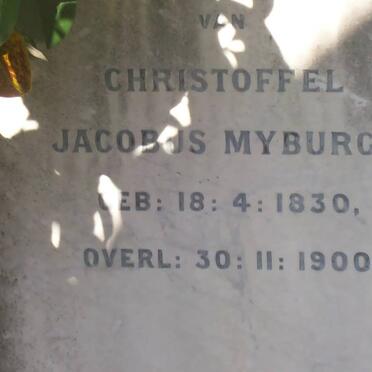 VAN
CHRISTOFFEL
JACOBUS MYBURG
GEB: 18: 4: 1830,
OVERL: 30: 11: 1900